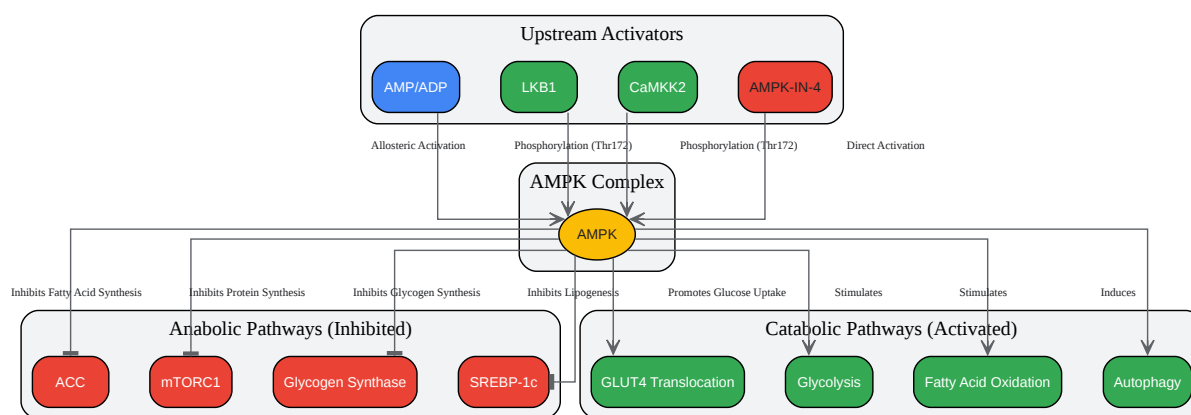 Upstream Activators
AMP/ADP
LKB1
CaMKK2
AMPK-IN-4
Allosteric Activation
Phosphorylation (Thr172)
Phosphorylation (Thr172)
Direct Activation
AMPK Complex
AMPK
Inhibits Fatty Acid Synthesis
Inhibits Protein Synthesis
Inhibits Glycogen Synthesis
Inhibits Lipogenesis
Promotes Glucose Uptake
Stimulates
Stimulates
Induces
Anabolic Pathways (Inhibited)
ACC
mTORC1
Glycogen Synthase
SREBP-1c
Catabolic Pathways (Activated)
GLUT4 Translocation
Glycolysis
Fatty Acid Oxidation
Autophagy